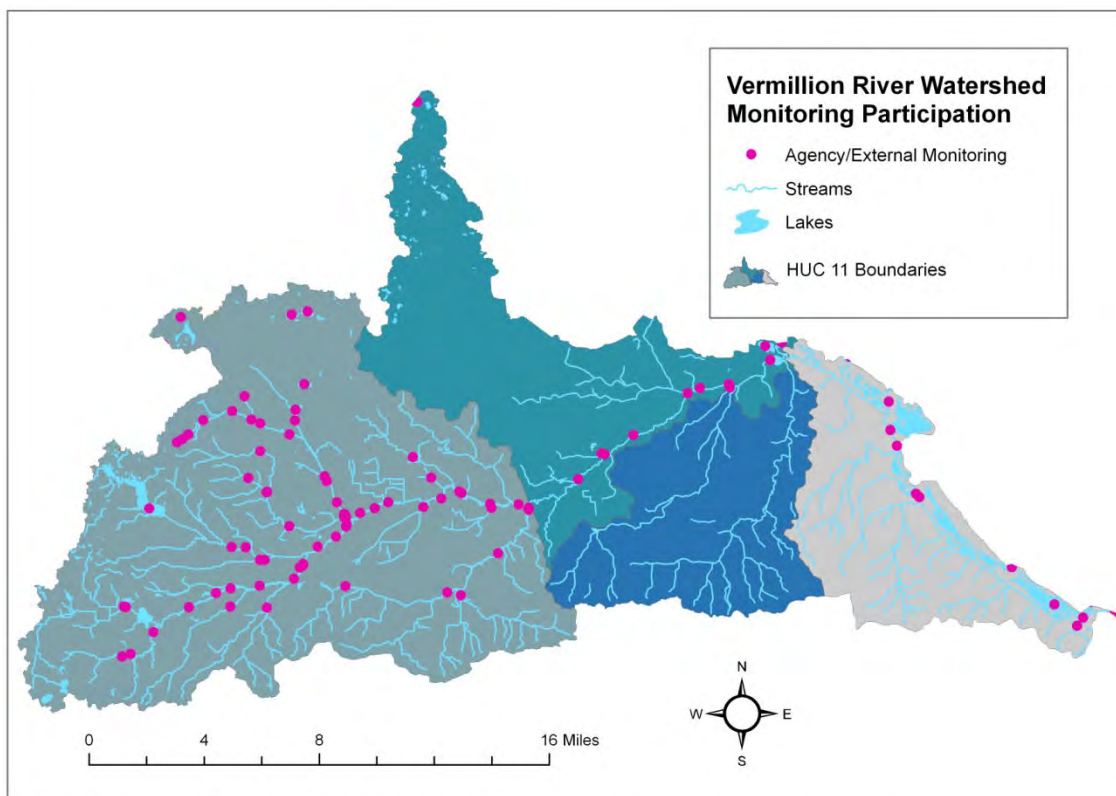 Vermillion River Watershed
Monitoring Participation
Agency/External Monitoring
Streams
Lakes
HUC 11 Boundaries
N
W E
S
0 4 8 16 Miles